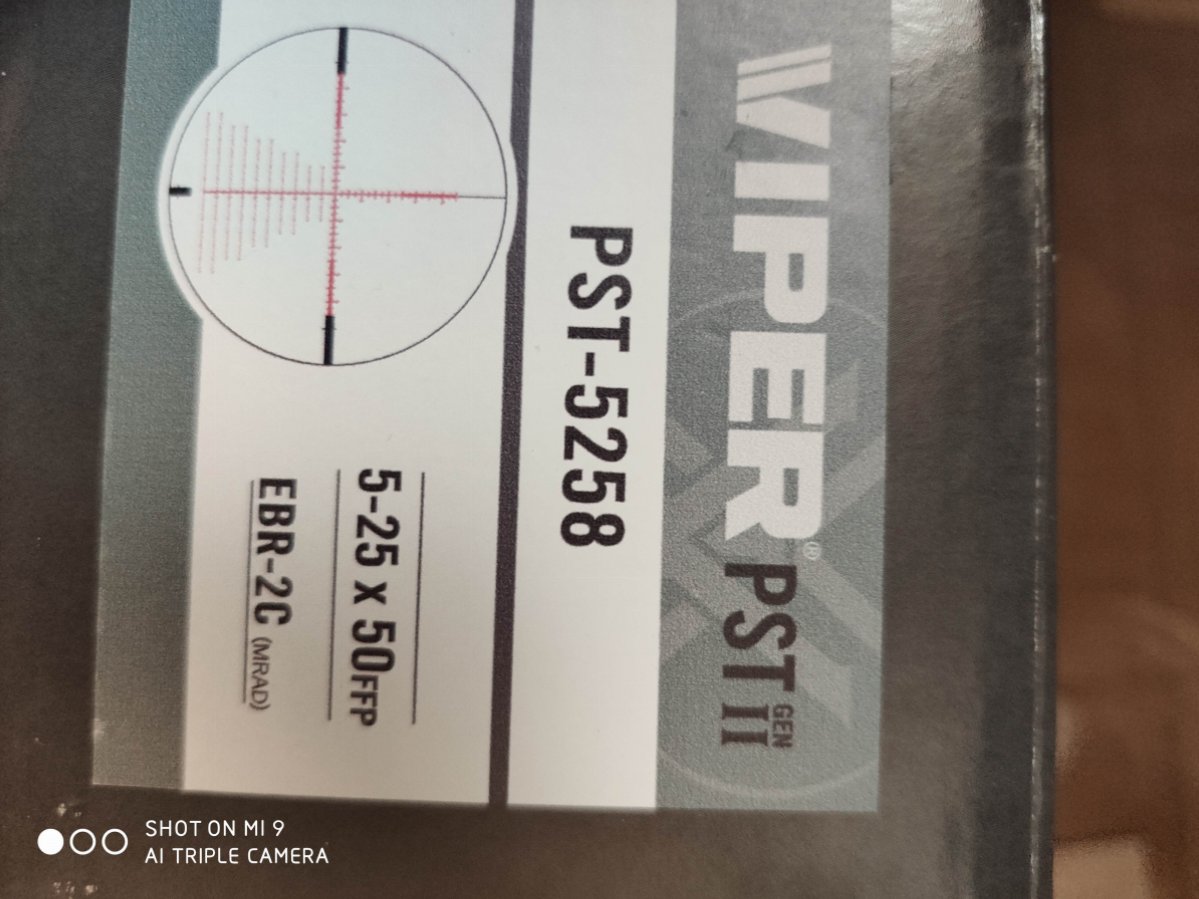 VIPER® PST GEN II
PST-5258
5-25 x 50FFP
EBR-2C (MRAD)
SHOT ON MI 9
AI TRIPLE CAMERA